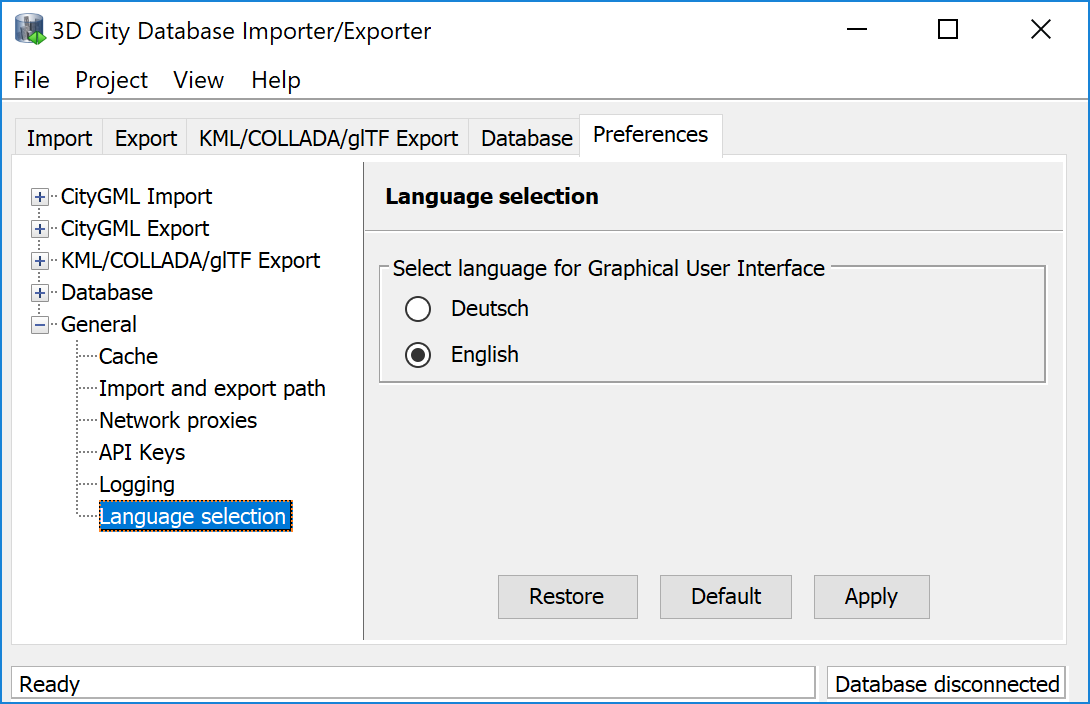 3D City Database Importer/Exporter
File Project View Help
Import Export KML/COLLADA/glTF Export Database Preferences
CityGML Import
CityGML Export
KML/COLLADA/glTF Export
Database
General
Cache
Import and export path
Network proxies
API Keys
Logging
Language selection
Language selection
Select language for Graphical User Interface
Deutsch
English
Restore Default Apply
Ready Database disconnected